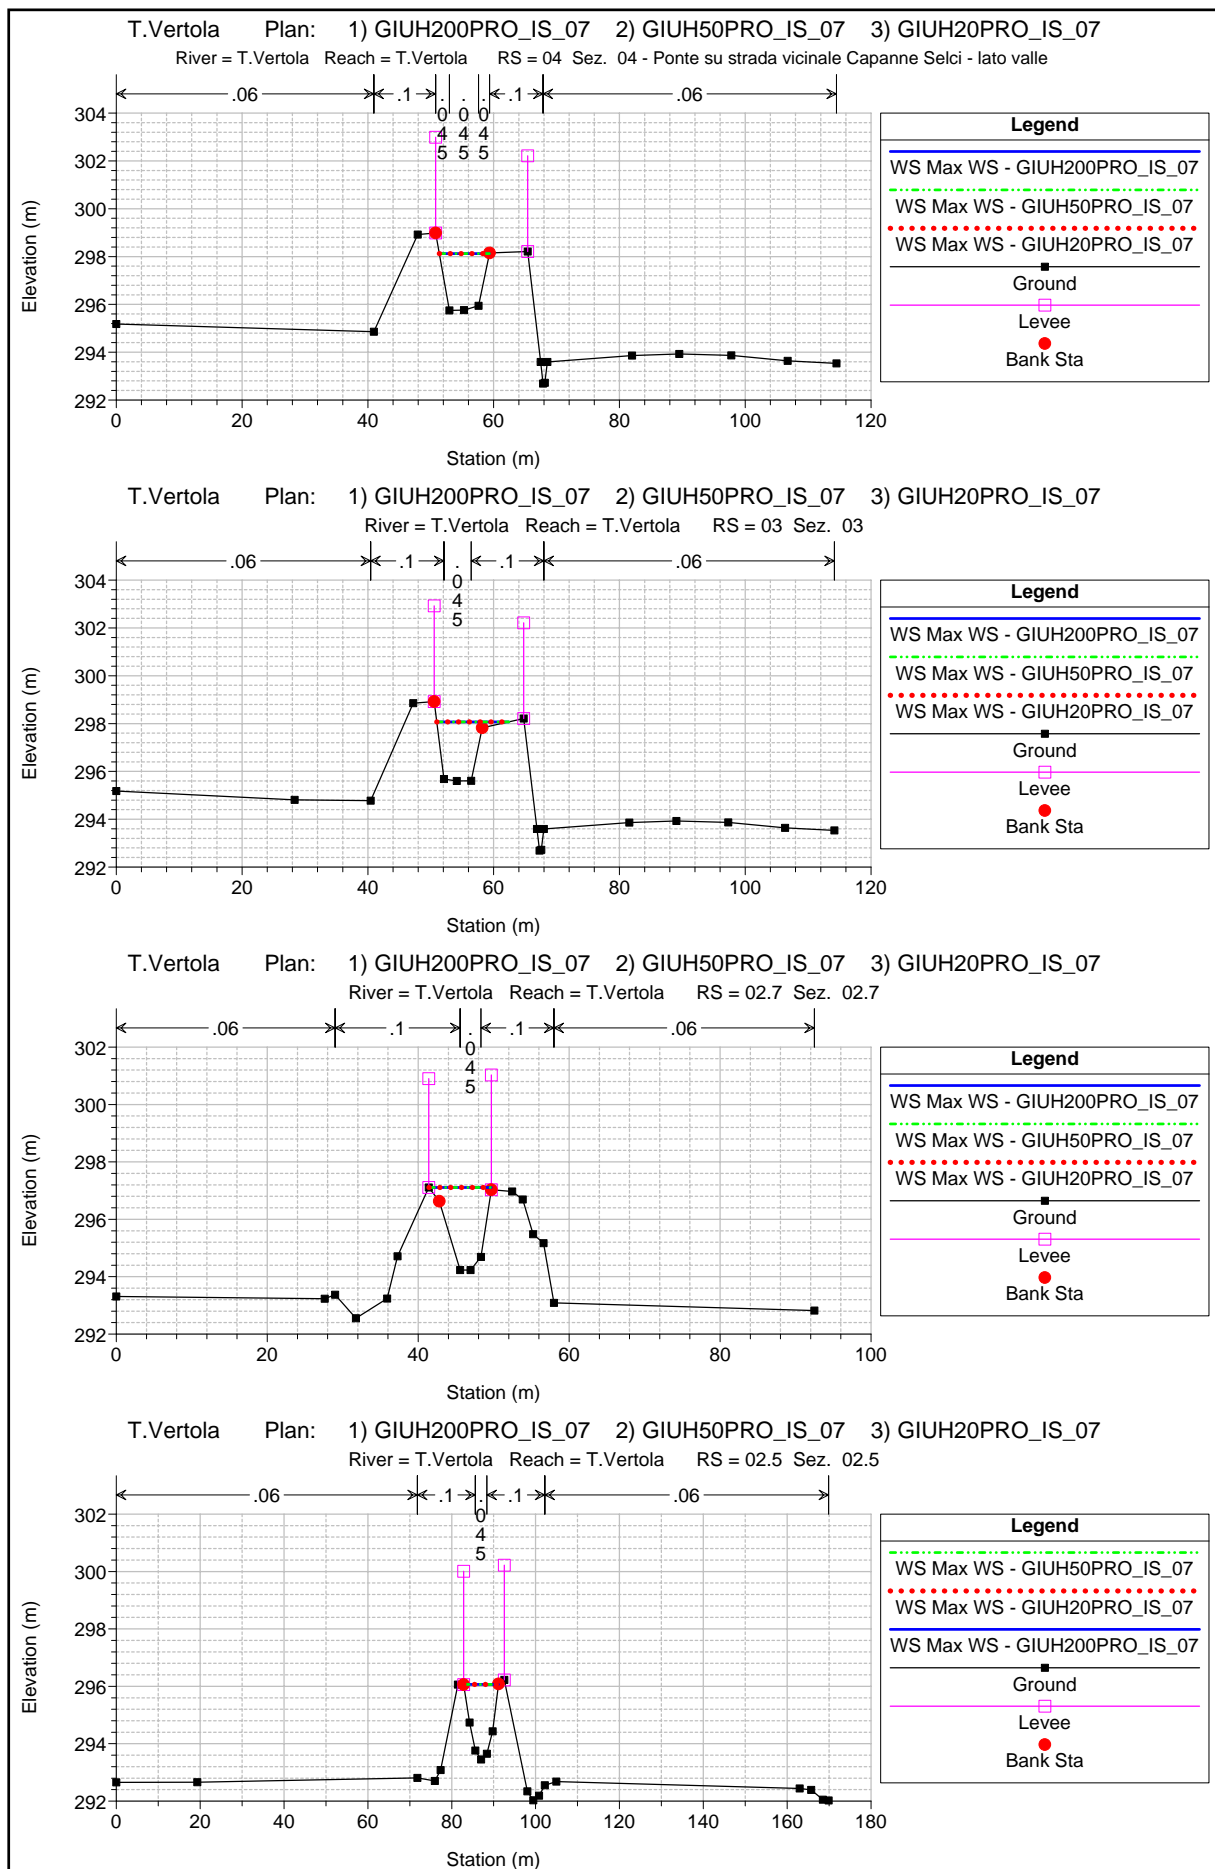 T.Vertola Plan: 1) GIUH200PRO_IS_07 2) GIUH50PRO_IS_07 3) GIUH20PRO_IS_07
River = T.Vertola Reach = T.Vertola RS = 04 Sez. 04 - Ponte su strada vicinale Capanne Selci - lato valle
.06 .1 .045 .045 .045 .1 .06
304
302
300
298
296
294
292
Elevation (m)
0 20 40 60 80 100 120
Station (m)
Legend
WS Max WS - GIUH200PRO_IS_07
WS Max WS - GIUH50PRO_IS_07
WS Max WS - GIUH20PRO_IS_07
Ground
Levee
Bank Sta
T.Vertola Plan: 1) GIUH200PRO_IS_07 2) GIUH50PRO_IS_07 3) GIUH20PRO_IS_07
River = T.Vertola Reach = T.Vertola RS = 03 Sez. 03
.06 .1 .045 .1 .06
304
302
300
298
296
294
292
Elevation (m)
0 20 40 60 80 100 120
Station (m)
Legend
WS Max WS - GIUH200PRO_IS_07
WS Max WS - GIUH50PRO_IS_07
WS Max WS - GIUH20PRO_IS_07
Ground
Levee
Bank Sta
T.Vertola Plan: 1) GIUH200PRO_IS_07 2) GIUH50PRO_IS_07 3) GIUH20PRO_IS_07
River = T.Vertola Reach = T.Vertola RS = 02.7 Sez. 02.7
.06 .1 .045 .1 .06
302
300
298
296
294
292
Elevation (m)
0 20 40 60 80 100
Station (m)
Legend
WS Max WS - GIUH200PRO_IS_07
WS Max WS - GIUH50PRO_IS_07
WS Max WS - GIUH20PRO_IS_07
Ground
Levee
Bank Sta
T.Vertola Plan: 1) GIUH200PRO_IS_07 2) GIUH50PRO_IS_07 3) GIUH20PRO_IS_07
River = T.Vertola Reach = T.Vertola RS = 02.5 Sez. 02.5
.06 .1 .045 .1 .06
302
300
298
296
294
292
Elevation (m)
0 20 40 60 80 100 120 140 160 180
Station (m)
Legend
WS Max WS - GIUH50PRO_IS_07
WS Max WS - GIUH20PRO_IS_07
WS Max WS - GIUH200PRO_IS_07
Ground
Levee
Bank Sta